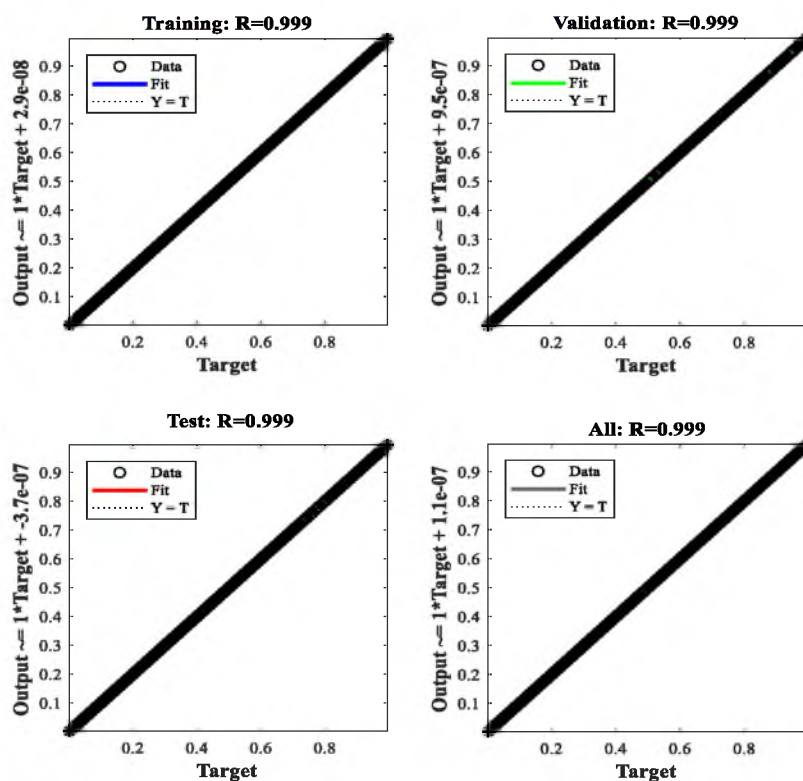 Training: R=0.999
Output ~= 1*Target + 2.9e-08
Data
Fit
Y = T
0.9
0.8
0.7
0.6
0.5
0.4
0.3
0.2
0.1
0.2
0.4
0.6
0.8
Target
Validation: R=0.999
Output ~= 1*Target + 9.5e-07
Data
Fit
Y = T
0.9
0.8
0.7
0.6
0.5
0.4
0.3
0.2
0.1
0.2
0.4
0.6
0.8
Target
Test: R=0.999
Output ~= 1*Target + -3.7e-07
Data
Fit
Y = T
0.9
0.8
0.7
0.6
0.5
0.4
0.3
0.2
0.1
0.2
0.4
0.6
0.8
Target
All: R=0.999
Output ~= 1*Target + 1.1e-07
Data
Fit
Y = T
0.9
0.8
0.7
0.6
0.5
0.4
0.3
0.2
0.1
0.2
0.4
0.6
0.8
Target